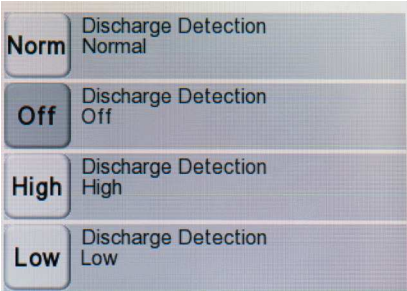 Norm
Discharge Detection
Normal
Off
Discharge Detection
Off
High
Discharge Detection
High
Low
Discharge Detection
Low